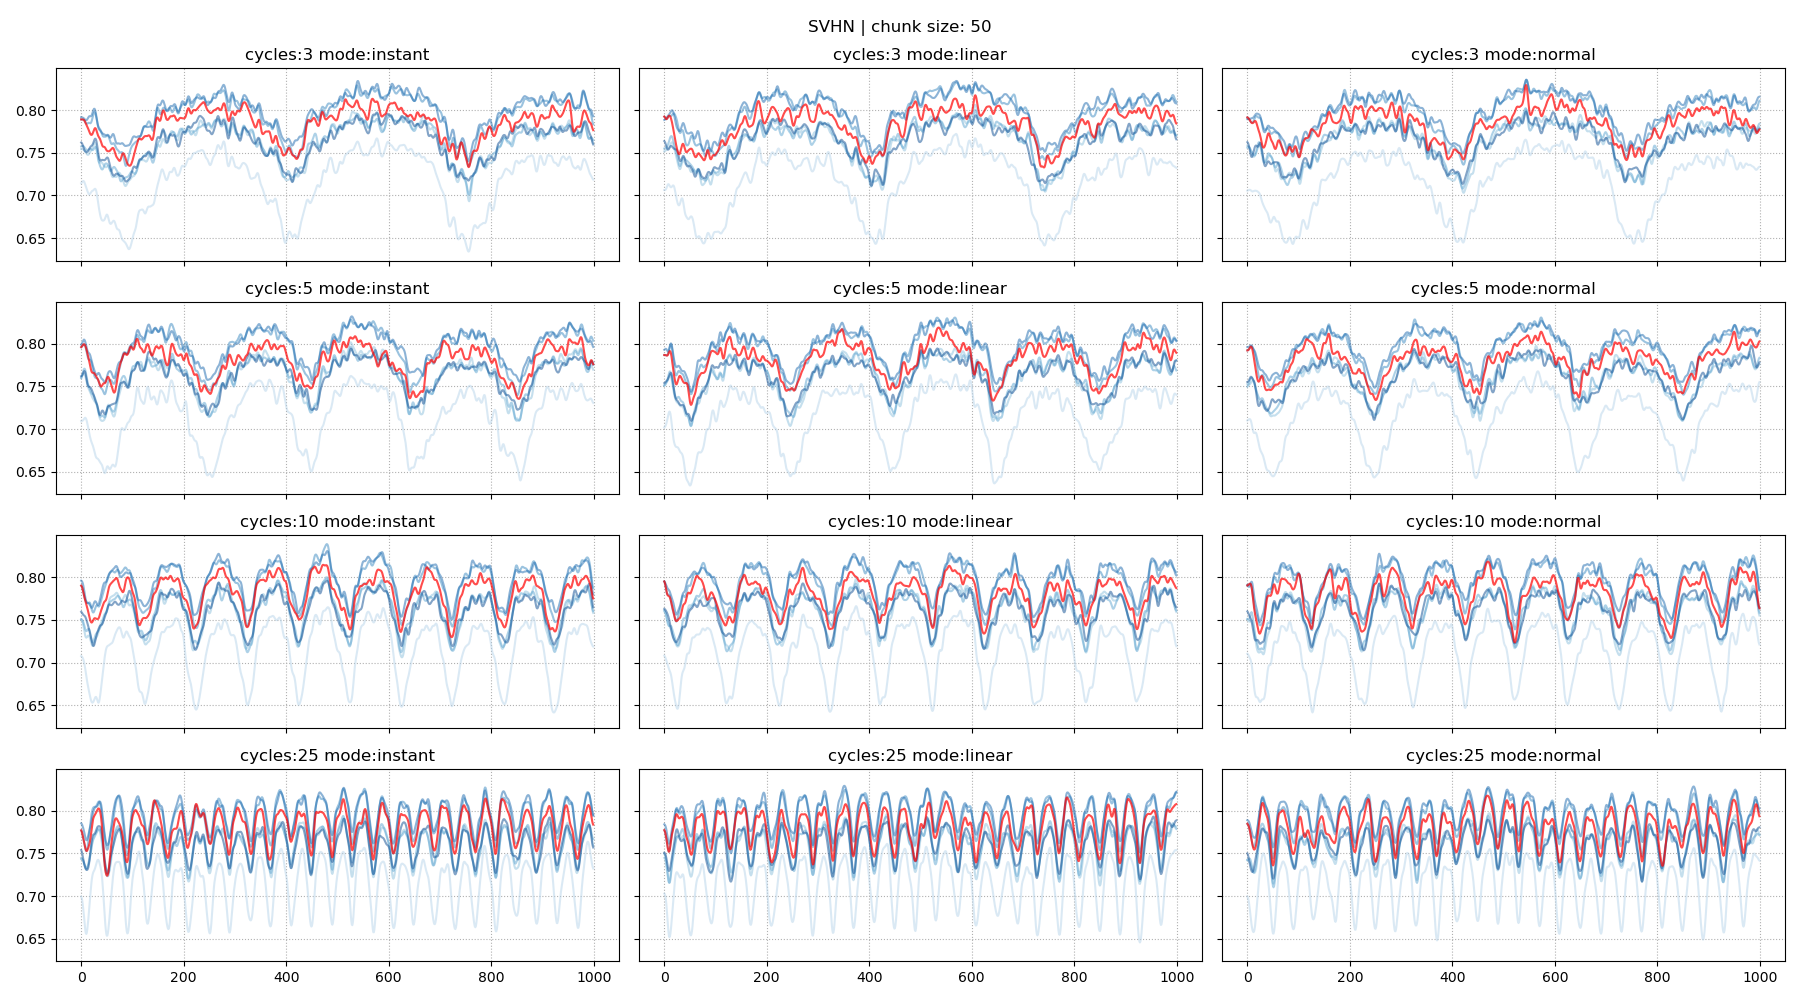 SVHN | chunk size: 50
cycles:3 mode:instant
cycles:3 mode:linear
cycles:3 mode:normal
0.80
0.75
0.70
0.65
cycles:5 mode:instant
cycles:5 mode:linear
cycles:5 mode:normal
0.80
0.75
0.70
0.65
cycles:10 mode:instant
cycles:10 mode:linear
cycles:10 mode:normal
0.80
0.75
0.70
0.65
cycles:25 mode:instant
cycles:25 mode:linear
cycles:25 mode:normal
0.80
0.75
0.70
0.65
0 200 400 600 800 1000
0 200 400 600 800 1000
0 200 400 600 800 1000